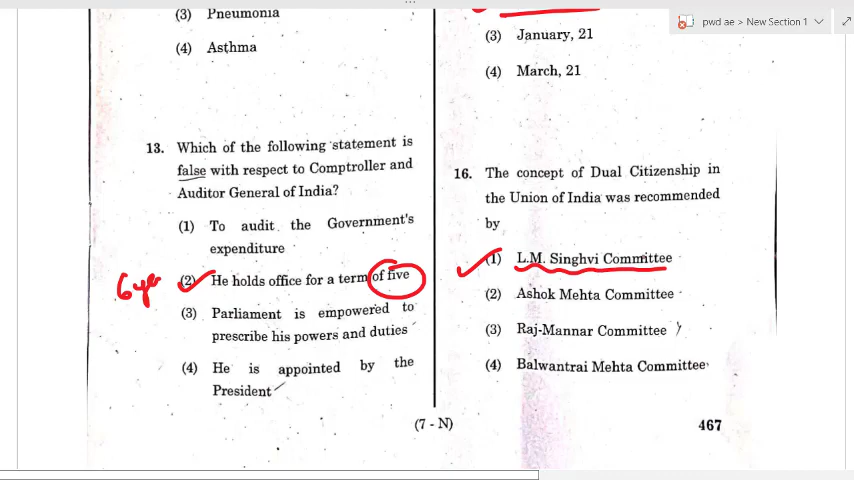 pwd ae > New Section 1
(3) Pneumonia
(4) Asthma
13. Which of the following statement is
false with respect to Comptroller and
Auditor General of India?
(1) To audit the Government's
expenditure
6 yr (2) He holds office for a term of five
(3) Parliament is empowered to
prescribe his powers and duties
(4) He is appointed by the
President
(3) January, 21
(4) March, 21
16. The concept of Dual Citizenship in
the Union of India was recommended
by
(1) L.M. Singhvi Committee
(2) Ashok Mehta Committee
(3) Raj-Mannar Committee
(4) Balwantrai Mehta Committee
(7 - N)
467